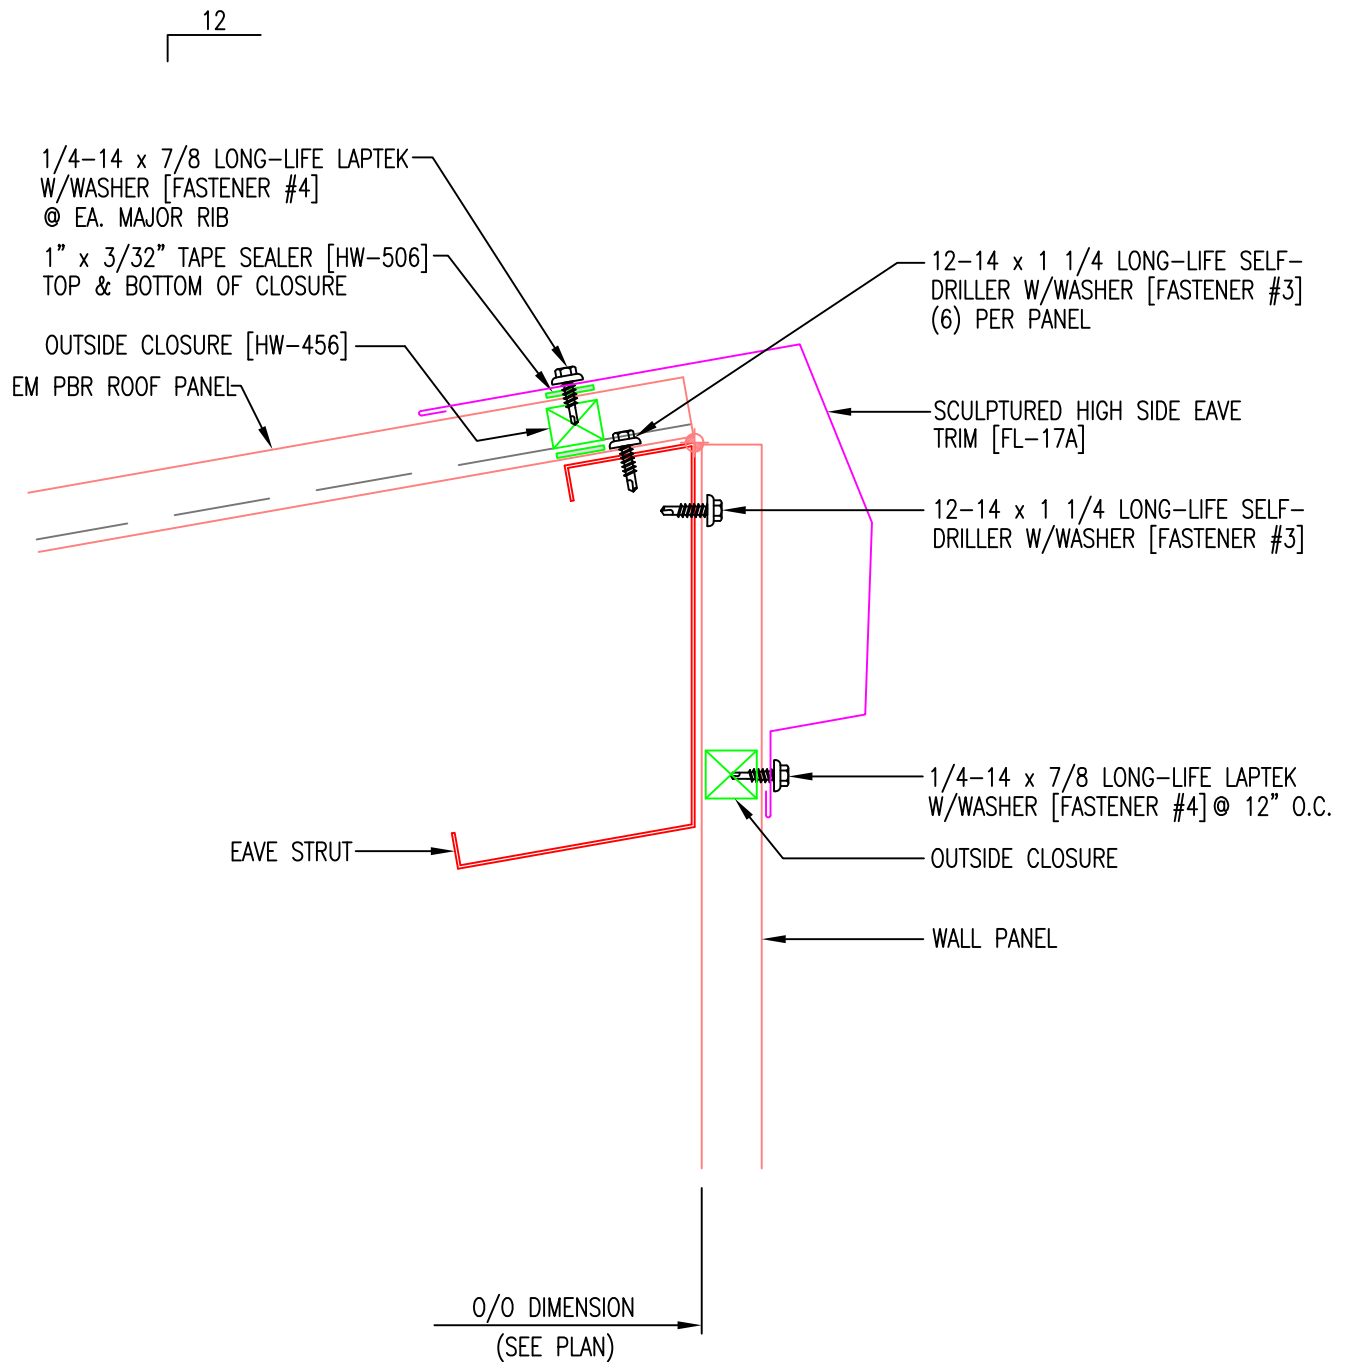 12
1/4-14 x 7/8 LONG-LIFE LAPTEK
W/WASHER [FASTENER #4]
@ EA. MAJOR RIB
1" x 3/32" TAPE SEALER [HW-506]
TOP & BOTTOM OF CLOSURE
OUTSIDE CLOSURE [HW-456]
EM PBR ROOF PANEL
12-14 x 1 1/4 LONG-LIFE SELF-
DRILLER W/WASHER [FASTENER #3]
(6) PER PANEL
SCULPTURED HIGH SIDE EAVE
TRIM [FL-17A]
12-14 x 1 1/4 LONG-LIFE SELF-
DRILLER W/WASHER [FASTENER #3]
1/4-14 x 7/8 LONG-LIFE LAPTEK
W/WASHER [FASTENER #4] @ 12" O.C.
OUTSIDE CLOSURE
EAVE STRUT
WALL PANEL
O/O DIMENSION
(SEE PLAN)